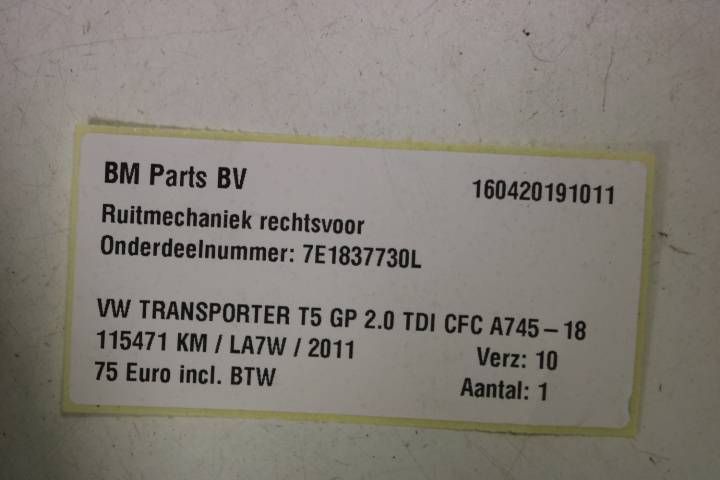 BM Parts BV 160420191011
Ruitmechaniek rechtsvoor
Onderdeelnummer: 7E1837730L
VW TRANSPORTER T5 GP 2.0 TDI CFC A745-18
115471 KM / LA7W / 2011 Verz: 10
75 Euro incl. BTW Aantal: 1